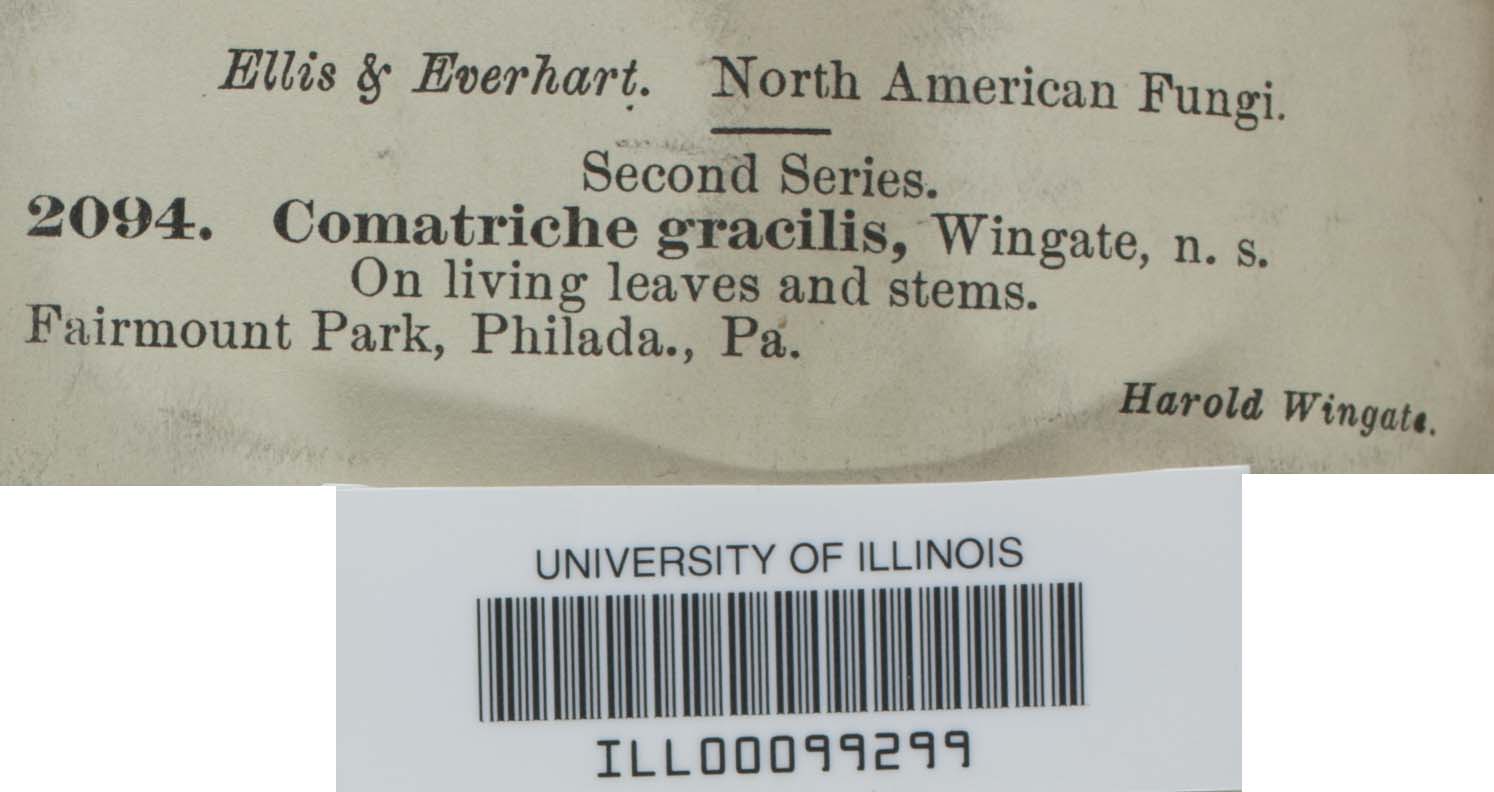 Ellis & Everhart. North American Fungi.
Second Series.
2094. Comatriche gracilis, Wingate, n. s.
On living leaves and stems.
Fairmount Park, Philada., Pa.
Harold Wingate.
UNIVERSITY OF ILLINOIS
ILL00099299